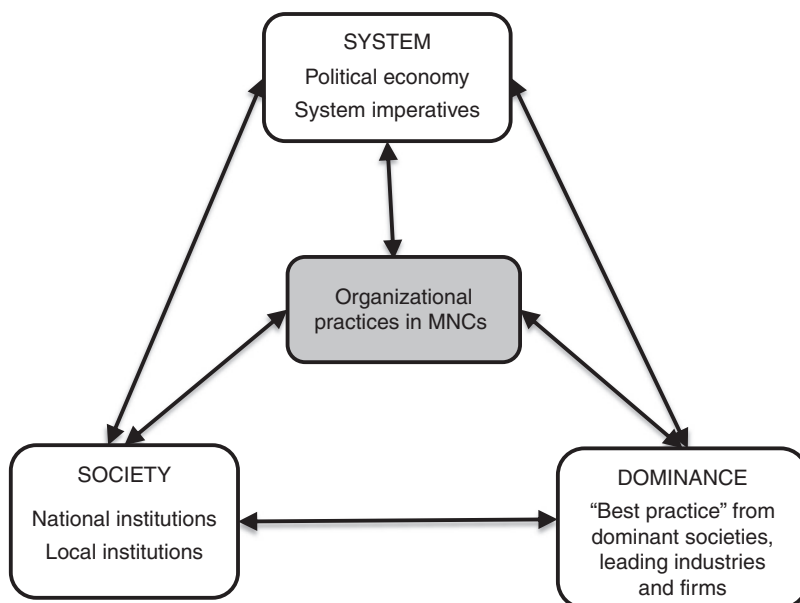 SYSTEM
Political economy
System imperatives
Organizational
practices in MNCs
SOCIETY
National institutions
Local institutions
DOMINANCE
“Best practice” from
dominant societies,
leading industries
and firms